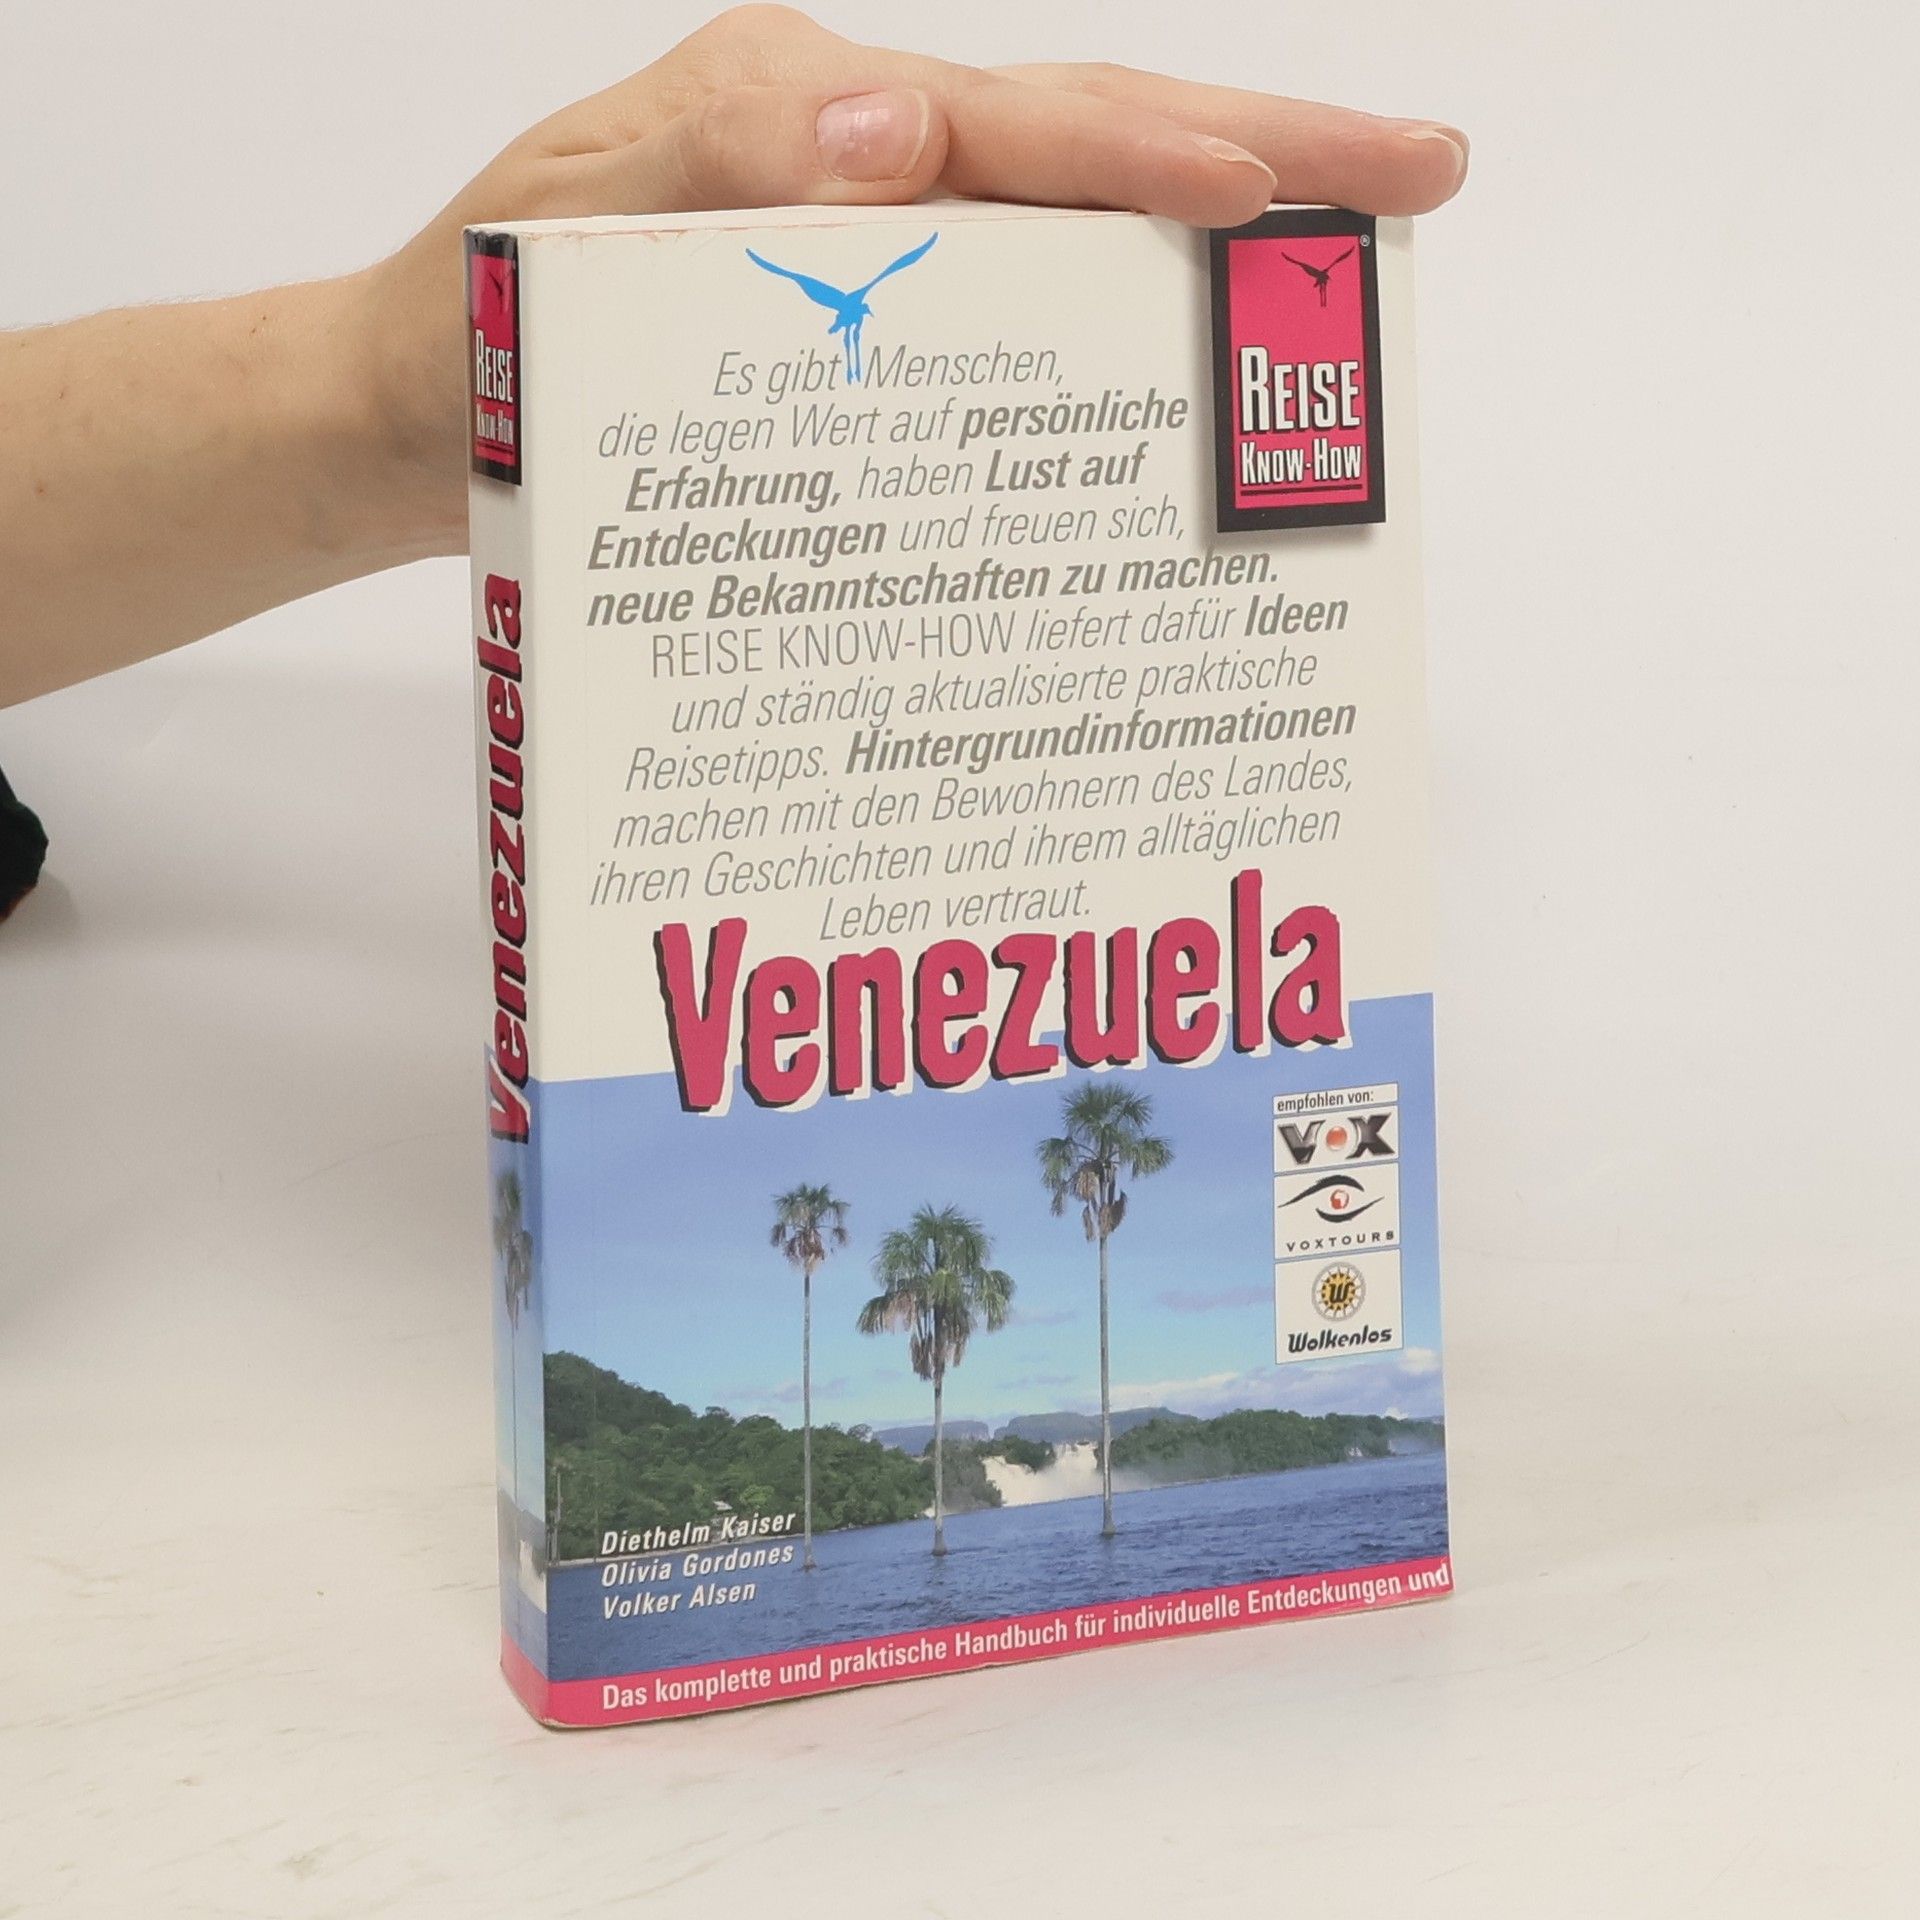 REISE
KNOW-HOW
Venezuela
Es gibt Menschen,
die legen Wert auf persönliche
Erfahrung, haben Lust auf
Entdeckungen und freuen sich,
neue Bekanntschaften zu machen.
REISE KNOW-HOW liefert dafür Ideen
und ständig aktualisierte praktische
Reisetipps. Hintergrundinformationen
machen mit den Bewohnern des Landes,
ihren Geschichten und ihrem alltäglichen
Leben vertraut.
®
REISE
KNOW-HOW
Venezuela
empfohlen von:
VOX
VOXTOURS
W
Wolkenlos
Diethelm Kaiser
Olivia Gordones
Volker Alsen
Das komplette und praktische Handbuch für individuelle Entdeckungen und